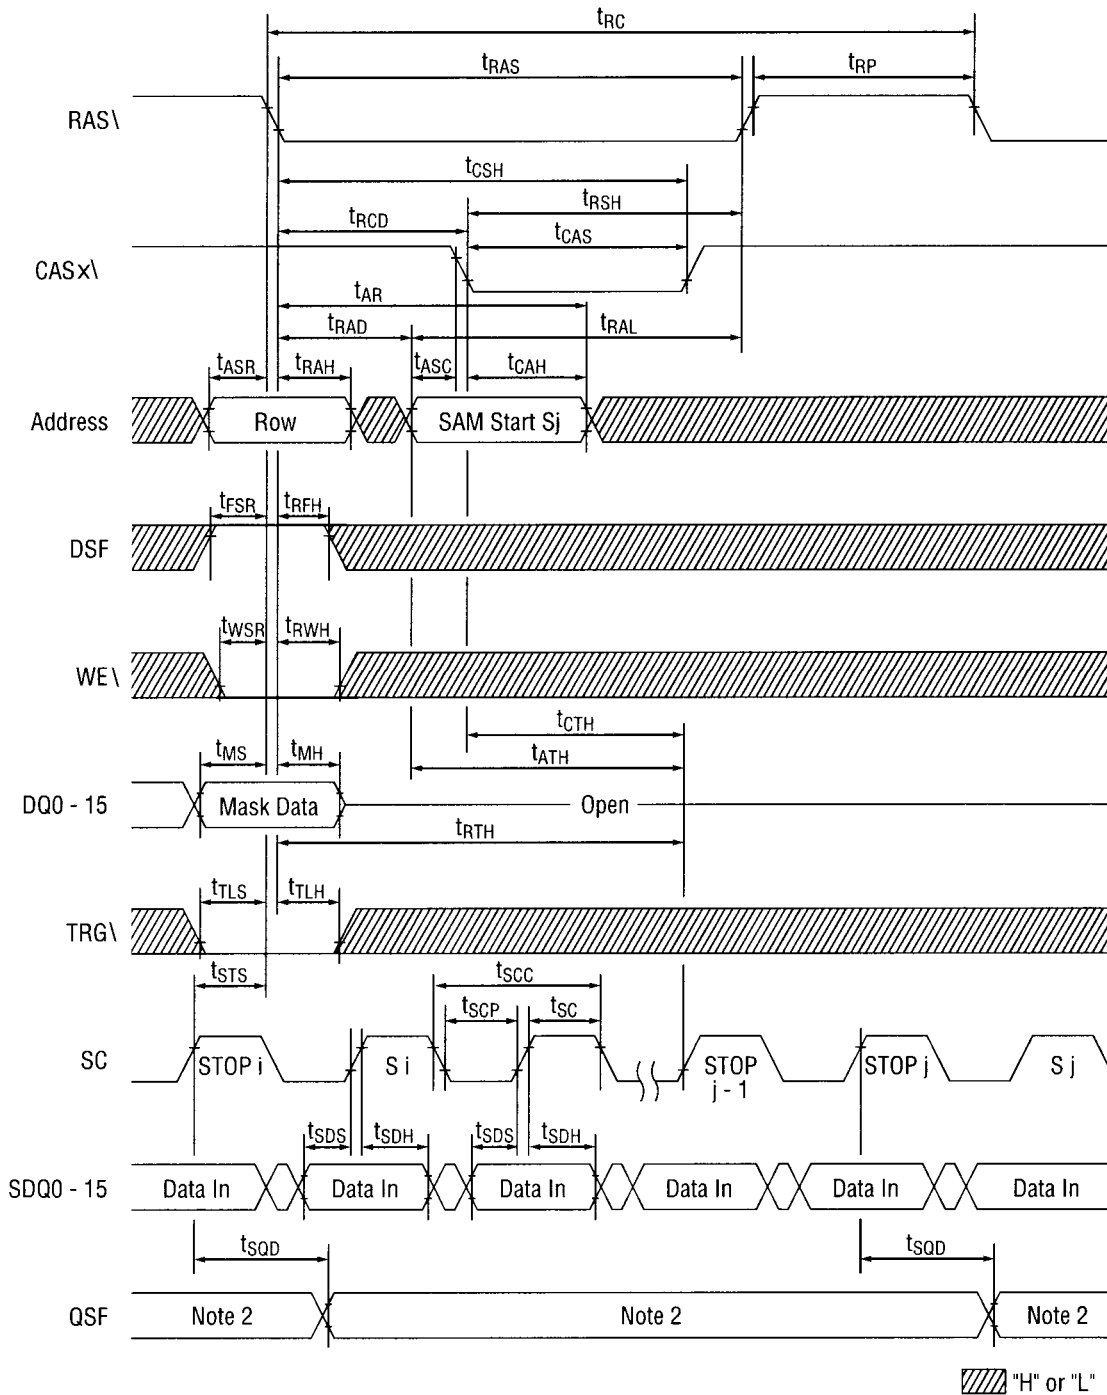 tRC
tRAS
tRP
RAS\
tCSH
tRSH
tRCD
tCAS
CASx\
tAR
tRAD
tRAL
tASR
tRAH
tASC
tCAH
Address
Row
SAM Start Sj
tFSR
tRFH
DSF
tWSR
tRWH
WE\
tCTH
tMS
tMH
tATH
DQ0 - 15
Mask Data
Open
tRTH
tTLS
tTLH
TRG\
tSTS
tSCC
tSCP
tSC
SC
STOP i
S i
STOP j - 1
STOP j
S j
tSDS
tSDH
tSDS
tSDH
SDQ0 - 15
Data In
Data In
Data In
Data In
Data In
Data In
tSQD
tSQD
QSF
Note 2
Note 2
Note 2
"H" or "L"